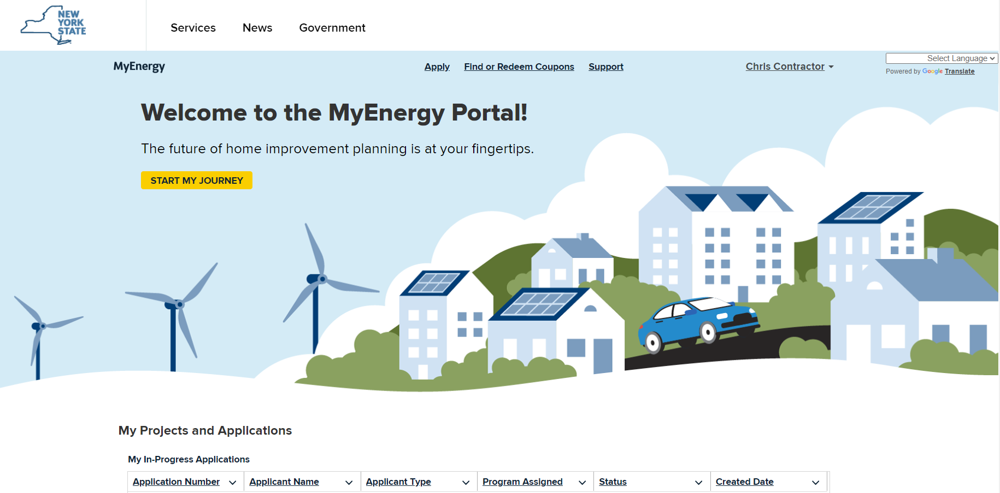 NEW
YORK
STATE
Services News Government
MyEnergy Apply Find or Redeem Coupons Support Chris Contractor Select Language
Powered by Google Translate
Welcome to the MyEnergy Portal!
The future of home improvement planning is at your fingertips.
START MY JOURNEY
My Projects and Applications
My In-Progress Applications
Application Number Applicant Name Applicant Type Program Assigned Status Created Date